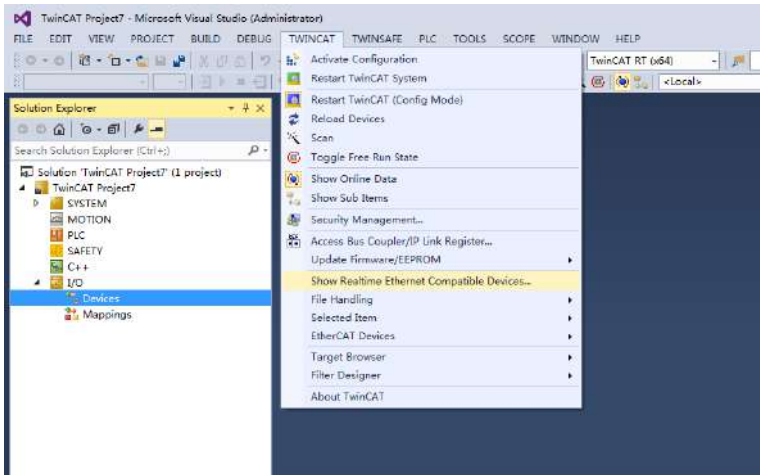 TwinCAT Project7 - Microsoft Visual Studio (Administrator)
FILE EDIT VIEW PROJECT BUILD DEBUG TWINCAT TWINSAFE PLC TOOLS SCOPE WINDOW HELP
TwinCAT RT (x64)
<Local>
Solution Explorer
Search Solution Explorer (Ctrl+;)
Solution 'TwinCAT Project7' (1 project)
TwinCAT Project7
SYSTEM
MOTION
PLC
SAFETY
C++
I/O
Devices
Mappings
Activate Configuration
Restart TwinCAT System
Restart TwinCAT (Config Mode)
Reload Devices
Scan
Toggle Free Run State
Show Online Data
Show Sub Items
Security Management...
Access Bus Coupler/IP Link Register...
Update Firmware/EEPROM
Show Realtime Ethernet Compatible Devices...
File Handling
Selected Item
EtherCAT Devices
Target Browser
Filter Designer
About TwinCAT